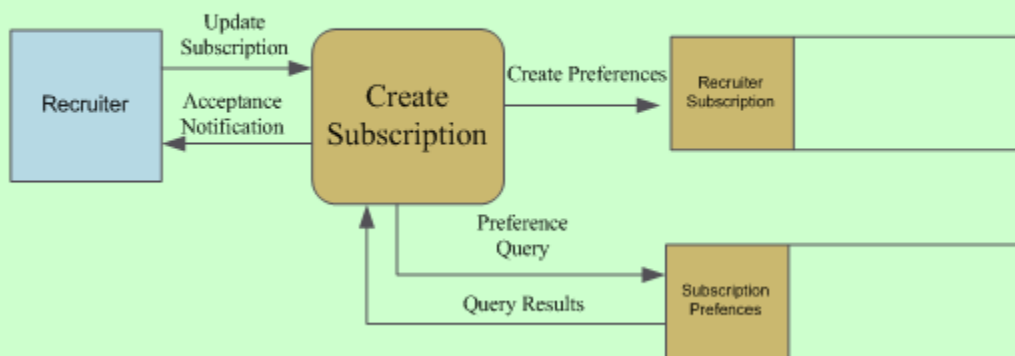 Update
Subscription
Recruiter
Acceptance
Notification
Create
Subscription
Create Preferences
Recruiter
Subscription
Preference
Query
Query Results
Subscription
Prefences